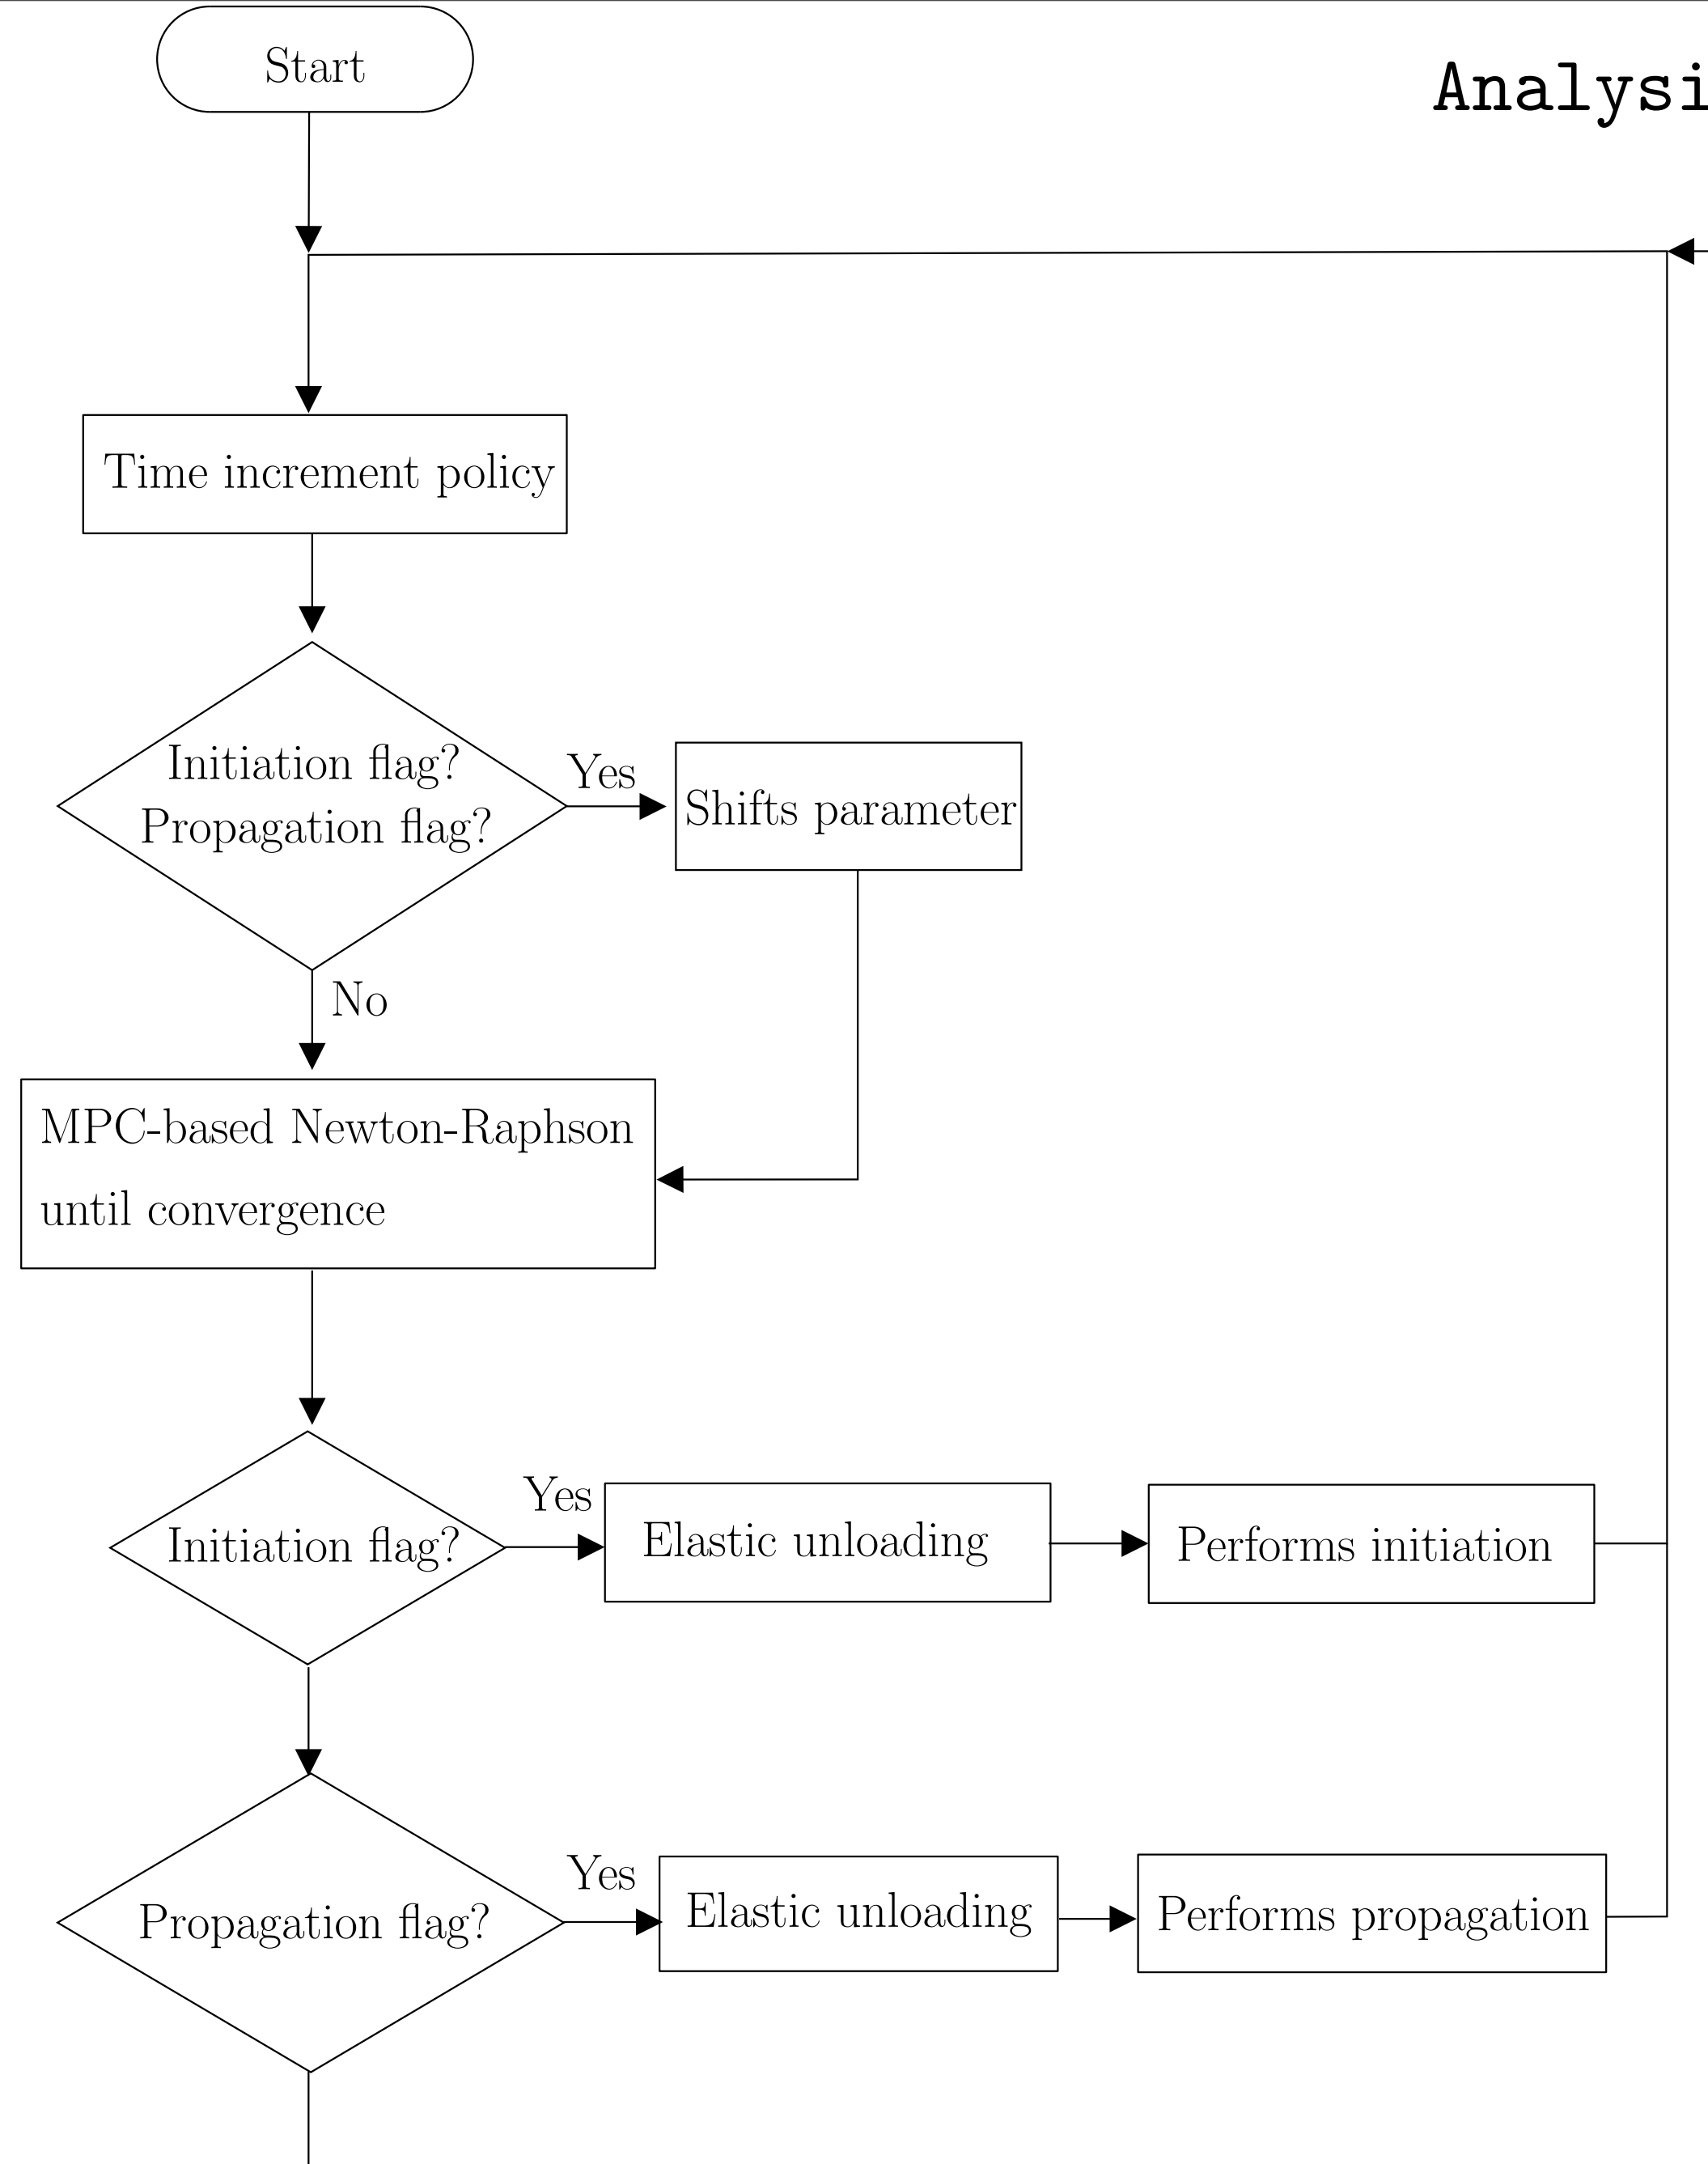 Start
Analysi
Time increment policy
Initiation flag?
Propagation flag?
Yes
Shifts parameter
No
MPC-based Newton-Raphson
until convergence
Initiation flag?
Yes
Elastic unloading
Performs initiation
Propagation flag?
Yes
Elastic unloading
Performs propagation